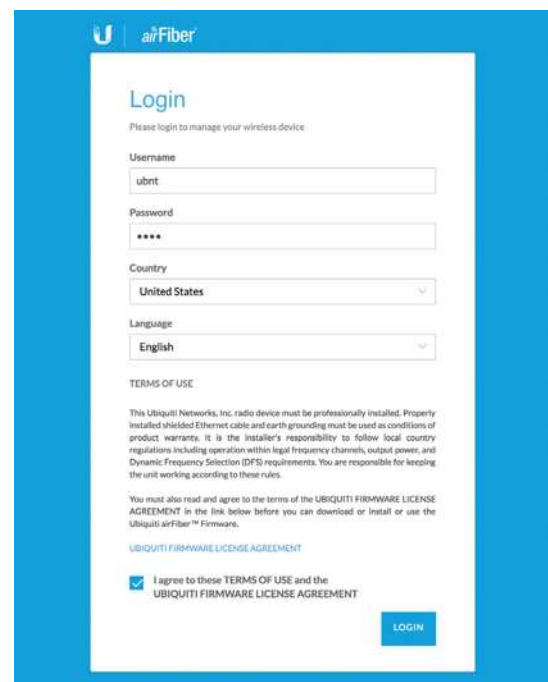 U airFiber
Login
Please login to manage your wireless device
Username
ubnt
Password
••••
Country
United States
Language
English
TERMS OF USE
This Ubiquiti Networks, Inc. radio device must be professionally installed. Properly
installed shielded Ethernet cable and earth grounding must be used as conditions of
product warranty. It is the installer's responsibility to follow local country
regulations including operation within legal frequency channels, output power, and
Dynamic Frequency Selection (DFS) requirements. You are responsible for keeping
the unit working according to these rules.
You must also read and agree to the terms of the UBIQUITI FIRMWARE LICENSE
AGREEMENT in the link below before you can download or install or use the
Ubiquiti airFiber™ Firmware.
UBIQUITI FIRMWARE LICENSE AGREEMENT
I agree to these TERMS OF USE and the
UBIQUITI FIRMWARE LICENSE AGREEMENT
LOGIN